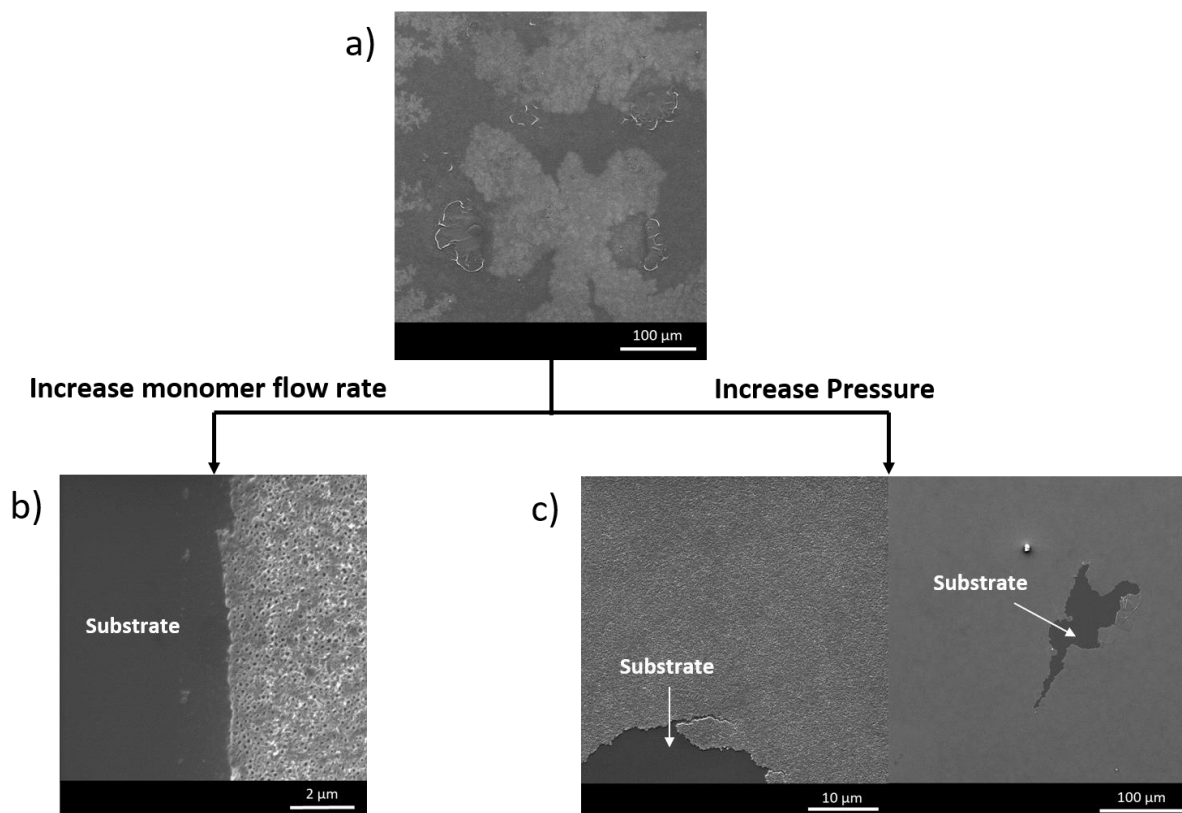 a)
100 µm
Increase monomer flow rate
Increase Pressure
b)
Substrate
2 µm
c)
Substrate
10 µm
Substrate
100 µm